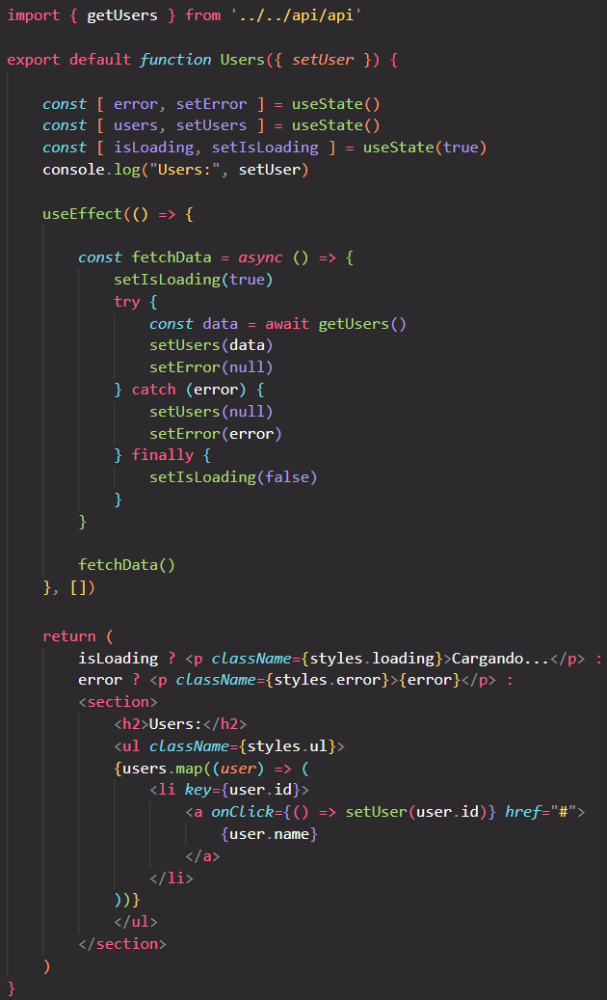 import { getUsers } from '../../api/api'
export default function Users({ setUser }) {
const [ error, setError ] = useState()
const [ users, setUsers ] = useState()
const [ isLoading, setIsLoading ] = useState(true)
console.log("Users:", setUser)
useEffect(() => {
const fetchData = async () => {
setIsLoading(true)
try {
const data = await getUsers()
setUsers(data)
setError(null)
} catch (error) {
setUsers(null)
setError(error)
} finally {
setIsLoading(false)
}
}
fetchData()
}, [])
return (
isLoading ? <p className={styles.loading}>Cargando...</p> :
error ? <p className={styles.error}>{error}</p> :
<section>
<h2>Users:</h2>
<ul className={styles.ul}>
{users.map((user) => (
<li key={user.id}>
<a onClick={() => setUser(user.id)} href="#">
{user.name}
</a>
</li>
))}
</ul>
</section>
)
}